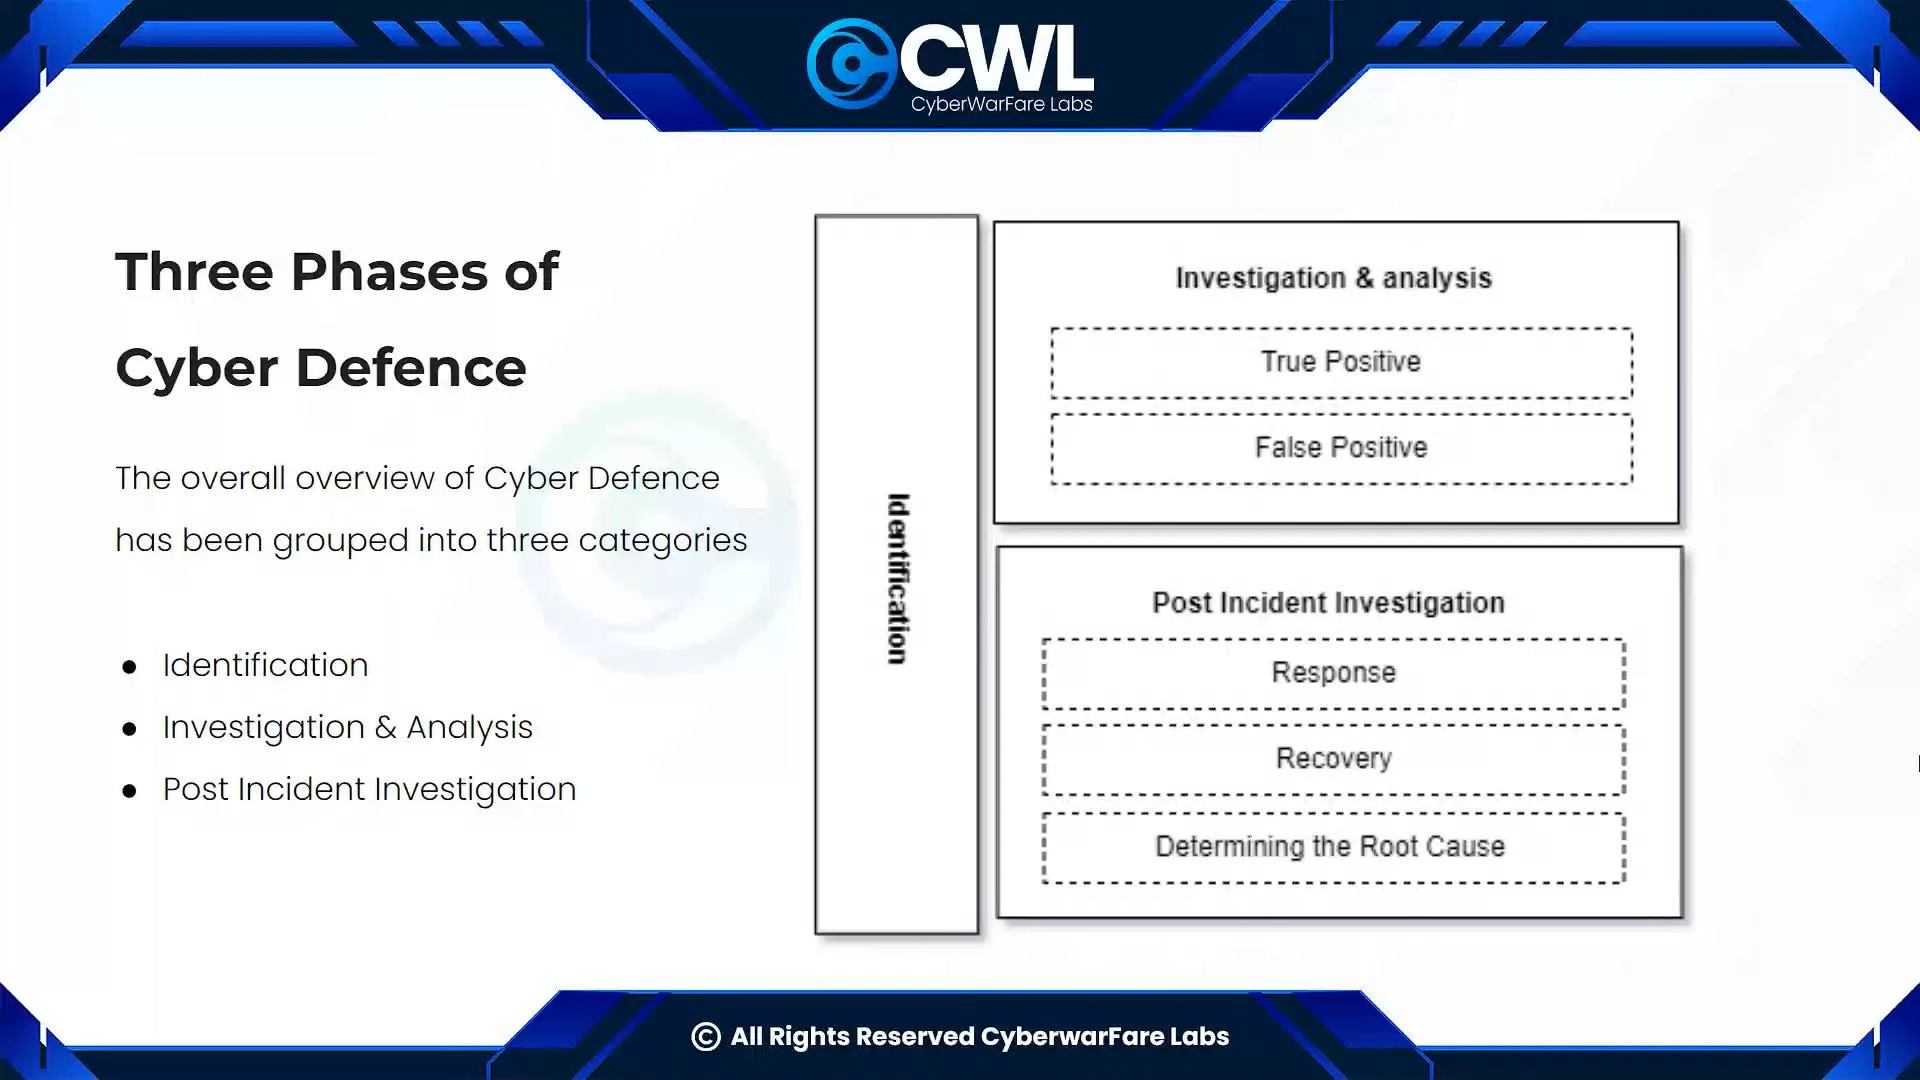 CWL
CyberWarFare Labs
Three Phases of
Cyber Defence
The overall overview of Cyber Defence
has been grouped into three categories
● Identification
● Investigation & Analysis
● Post Incident Investigation
Identification
Investigation & analysis
True Positive
False Positive
Post Incident Investigation
Response
Recovery
Determining the Root Cause
© All Rights Reserved CyberwarFare Labs